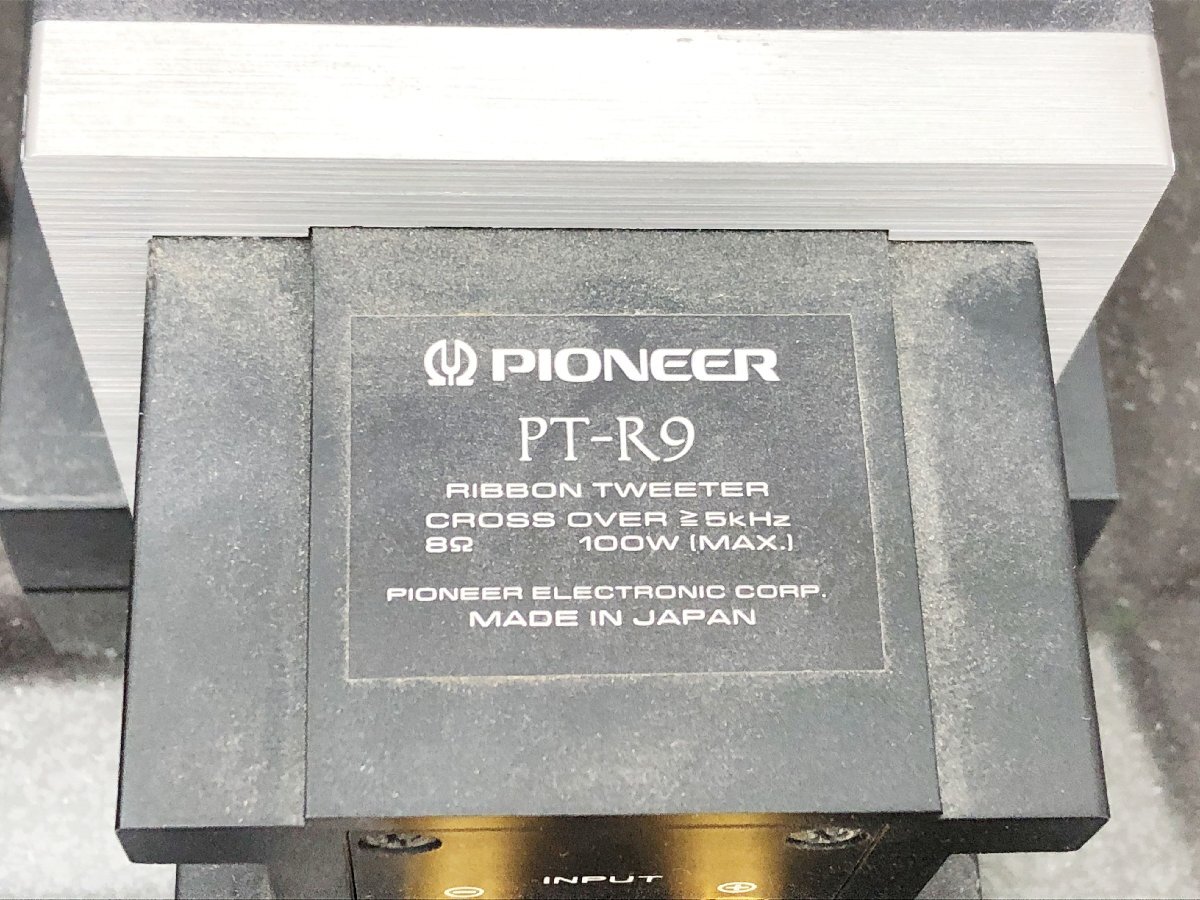 PIONEER
PT-R9
RIBBON TWEETER
CROSS OVER ≧5kHz
8Ω 100W (MAX.)
PIONEER ELECTRONIC CORP.
MADE IN JAPAN
INPUT
⊖ ⊕